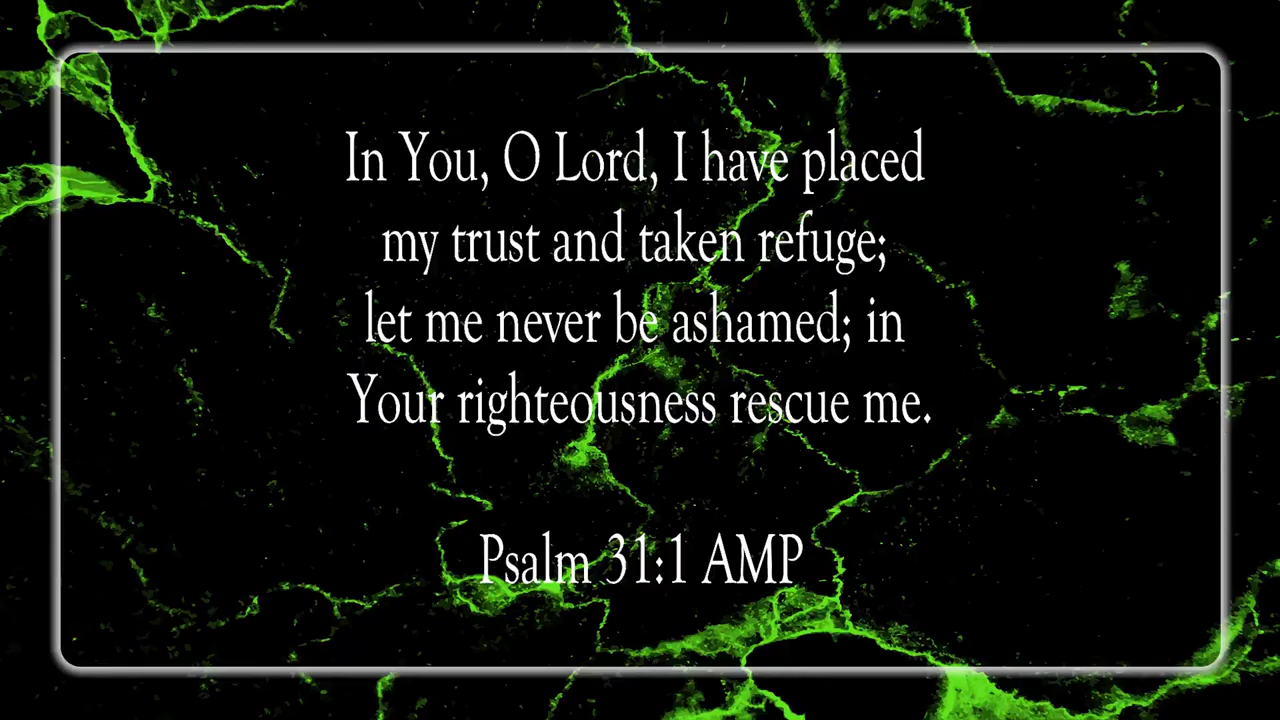 In You, O Lord, I have placed
my trust and taken refuge;
let me never be ashamed; in
Your righteousness rescue me.
Psalm 31:1 AMP